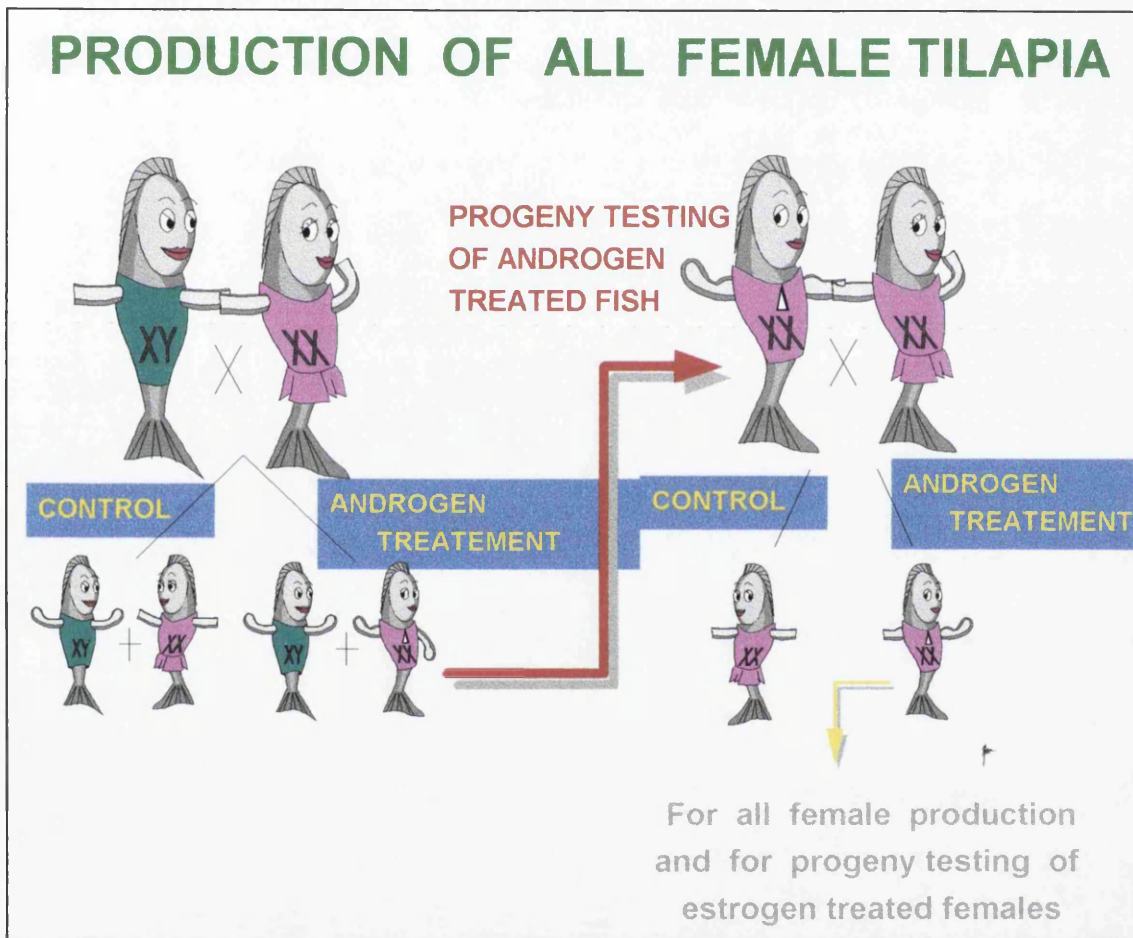 PRODUCTION OF ALL FEMALE TILAPIA
PROGENY TESTING
OF ANDROGEN
TREATED FISH
XY
XX
Δ
XX
XX
X
X
CONTROL
ANDROGEN
TREATEMENT
CONTROL
ANDROGEN
TREATEMENT
XY
+
XX
XY
+
Δ
XX
XX
Δ
XX
For all female production
and for progeny testing of
estrogen treated females